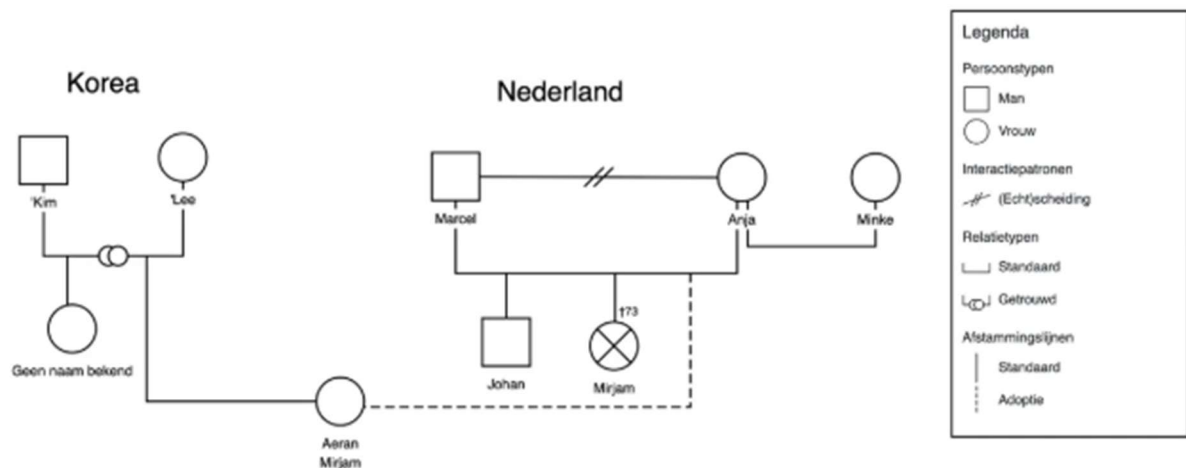 Korea
Nederland
'Kim
'Lee
Marcel
Anja
Minke
Geen naam bekend
Johan
†73
Mirjam
Aeran
Mirjam
Legenda
Persoonstypen
Man
Vrouw
Interactiepatronen
(Echt)scheiding
Relatietypen
Standaard
Getrouwd
Afstammingslijnen
Standaard
Adoptie